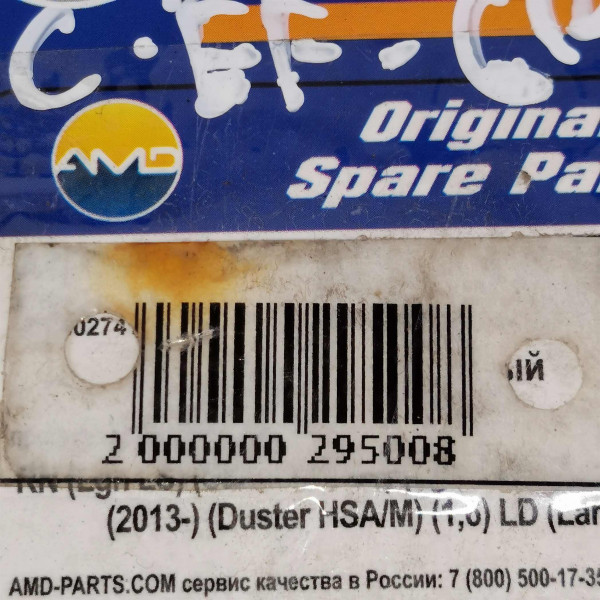 C-EF-
AMD
Original
Spare
0274
ЫЙ
2 000000 295008
(2013-) (Duster HSA/M) (1,6) LD
AMD-PARTS.COM сервис качества в России: 7 (800) 500-17-35